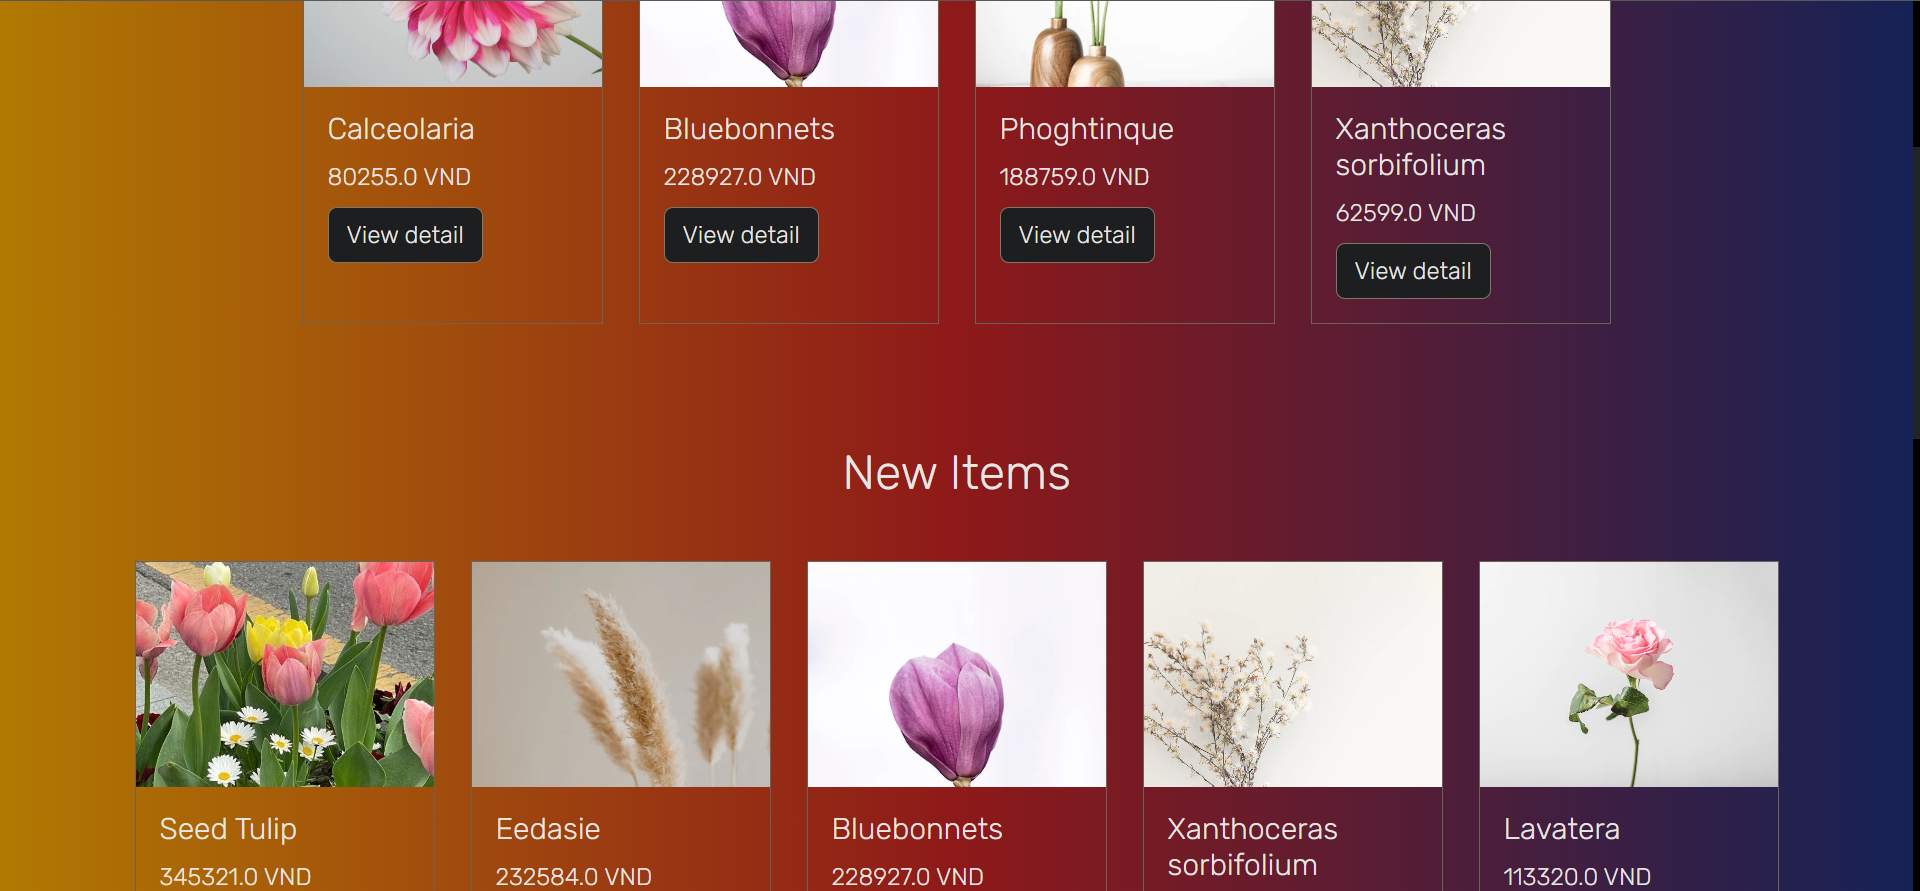 Calceolaria
80255.0 VND
View detail
Bluebonnets
228927.0 VND
View detail
Phoghtinque
188759.0 VND
View detail
Xanthoceras
sorbifolium
62599.0 VND
View detail
New Items
Seed Tulip
345321.0 VND
Eedasie
232584.0 VND
Bluebonnets
228927.0 VND
Xanthoceras
sorbifolium
Lavatera
113320.0 VND